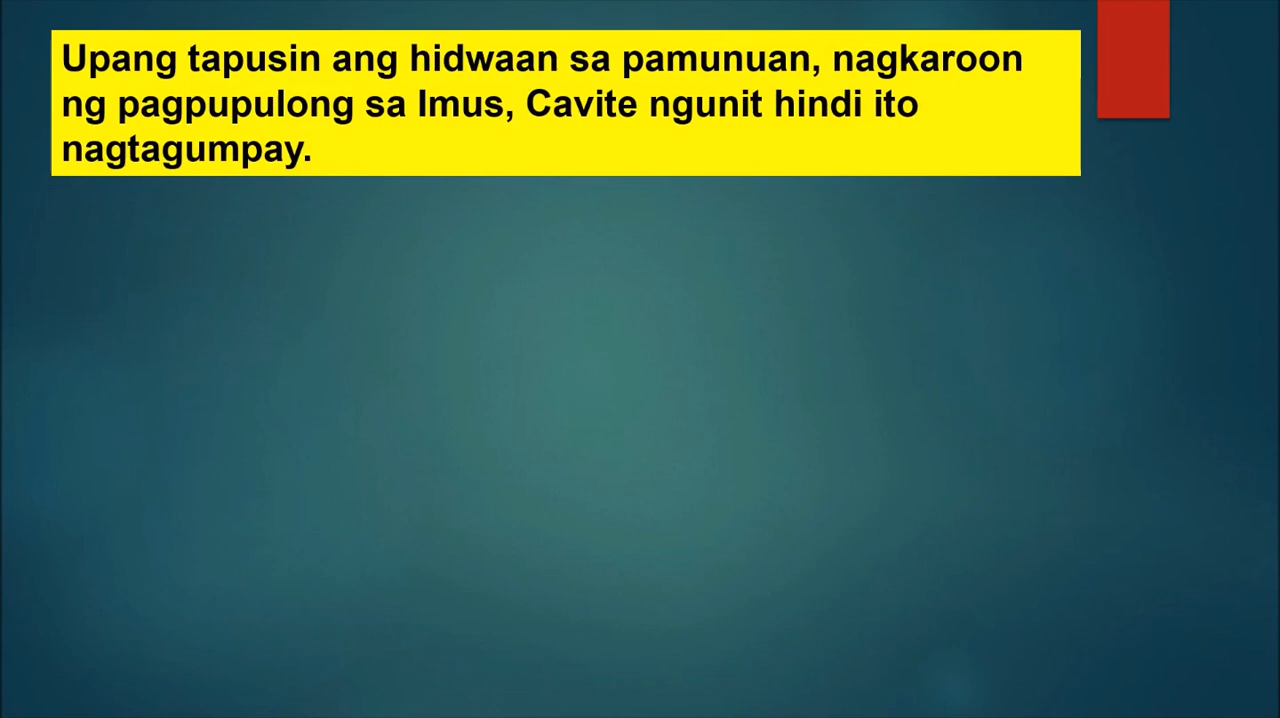 Upang tapusin ang hidwaan sa pamunuan, nagkaroon
ng pagpupulong sa Imus, Cavite ngunit hindi ito
nagtagumpay.